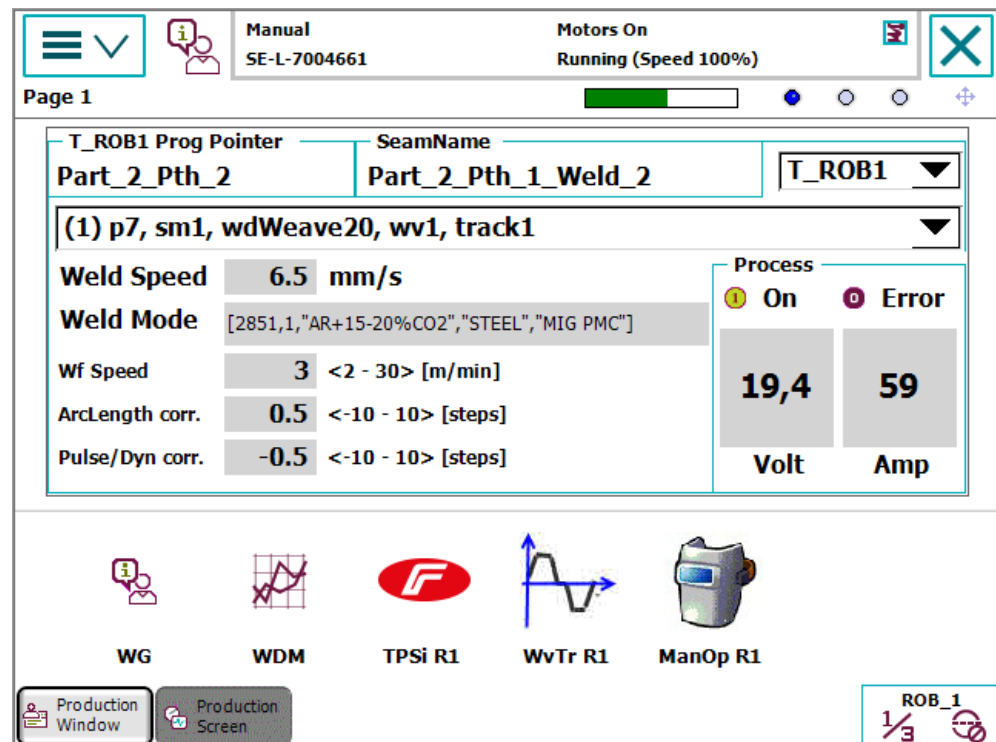 Manual
Motors On
SE-L-7004661
Running (Speed 100%)
Page 1
T_ROB1 Prog Pointer
SeamName
Part_2_Pth_2
Part_2_Pth_1_Weld_2
T_ROB1
(1) p7, sm1, wdWeave20, wv1, track1
Weld Speed 6.5 mm/s
Weld Mode [2851,1,"AR+15-20%CO2","STEEL","MIG PMC"]
Wf Speed 3 <2 - 30> [m/min]
ArcLength corr. 0.5 <-10 - 10> [steps]
Pulse/Dyn corr. -0.5 <-10 - 10> [steps]
Process
1 On 0 Error
19,4 59
Volt Amp
WG WDM TPSi R1 WvTr R1 ManOp R1
Production
Window
Production
Screen
ROB_1
1/3